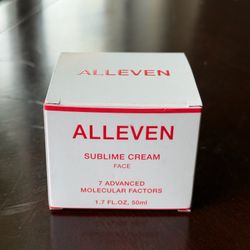 ALLEVEN
ALLEVEN
SUBLIME CREAM
FACE
7 ADVANCED
MOLECULAR FACTORS
1.7 FL.OZ, 50ml